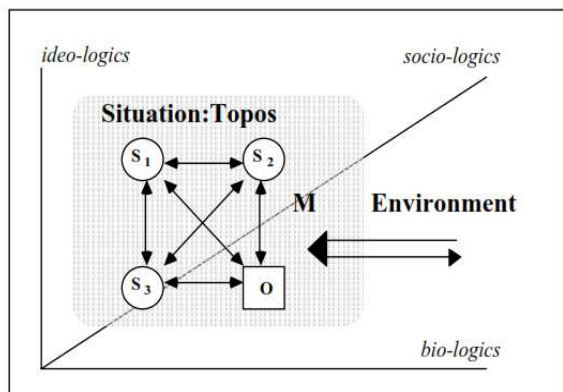 ideo-logics
socio-logics
Situation:Topos
S1
S2
M
Environment
S3
O
bio-logics